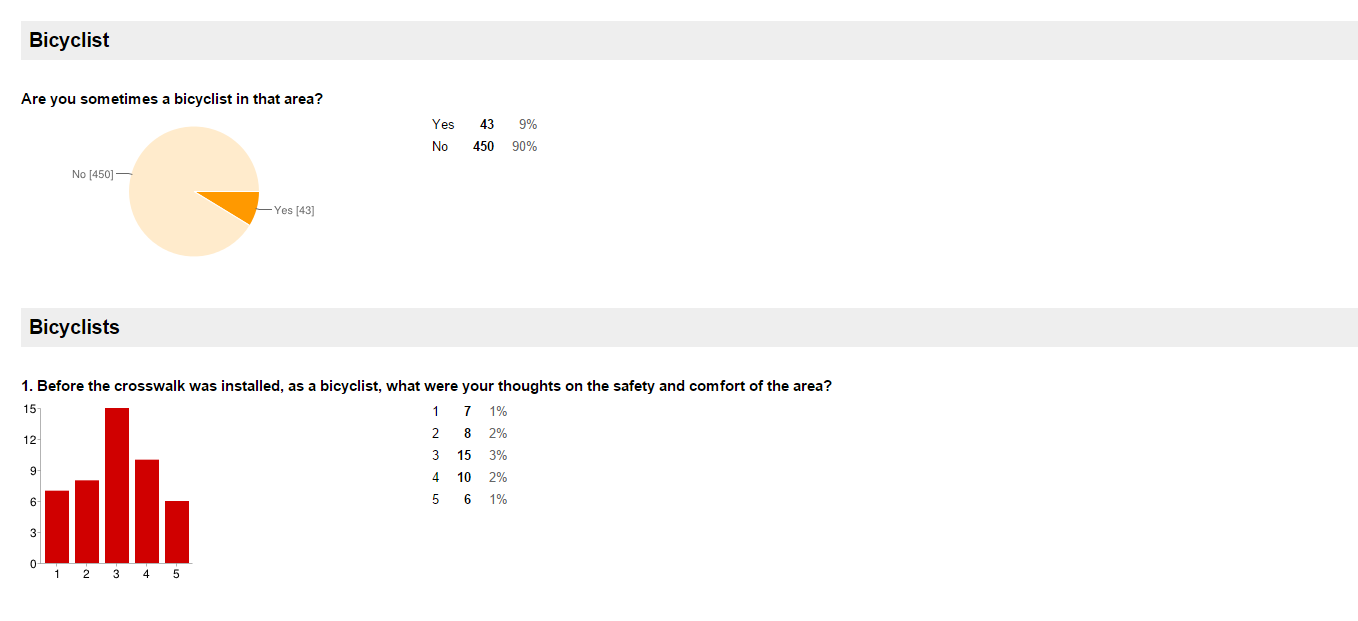 Bicyclist
Are you sometimes a bicyclist in that area?
No [450]
Yes [43]
Yes 43 9%
No 450 90%
Bicyclists
1. Before the crosswalk was installed, as a bicyclist, what were your thoughts on the safety and comfort of the area?
15
12
9
6
3
0
1 2 3 4 5
1 7 1%
2 8 2%
3 15 3%
4 10 2%
5 6 1%